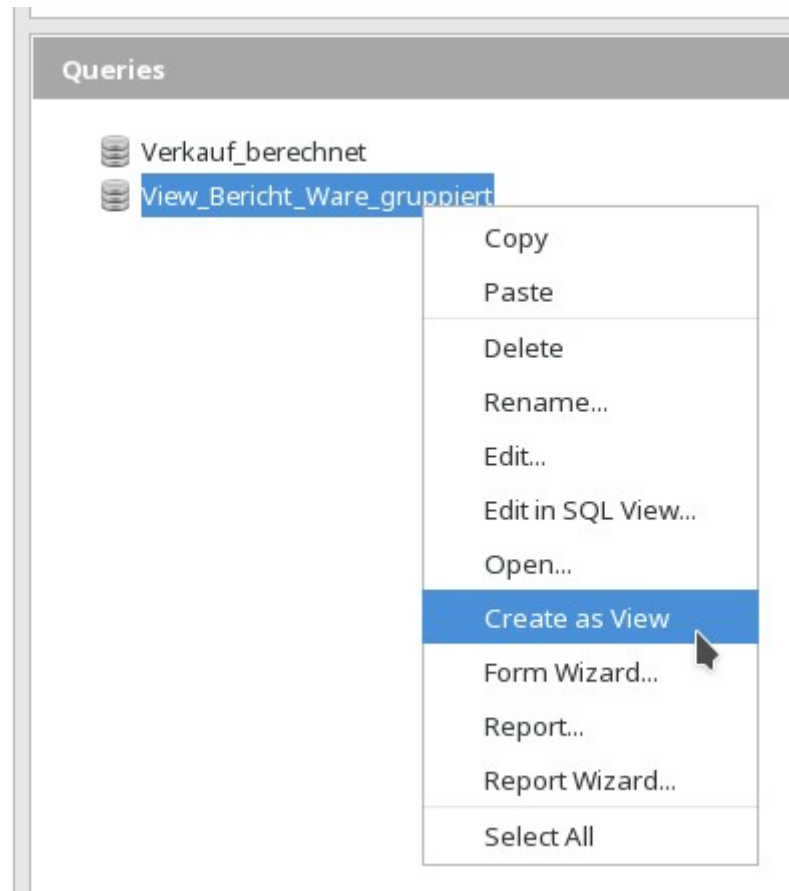 Queries
Verkauf_berechnet
View_Bericht_Ware_gruppiert
Copy
Paste
Delete
Rename...
Edit...
Edit in SQL View...
Open...
Create as View
Form Wizard...
Report...
Report Wizard...
Select All